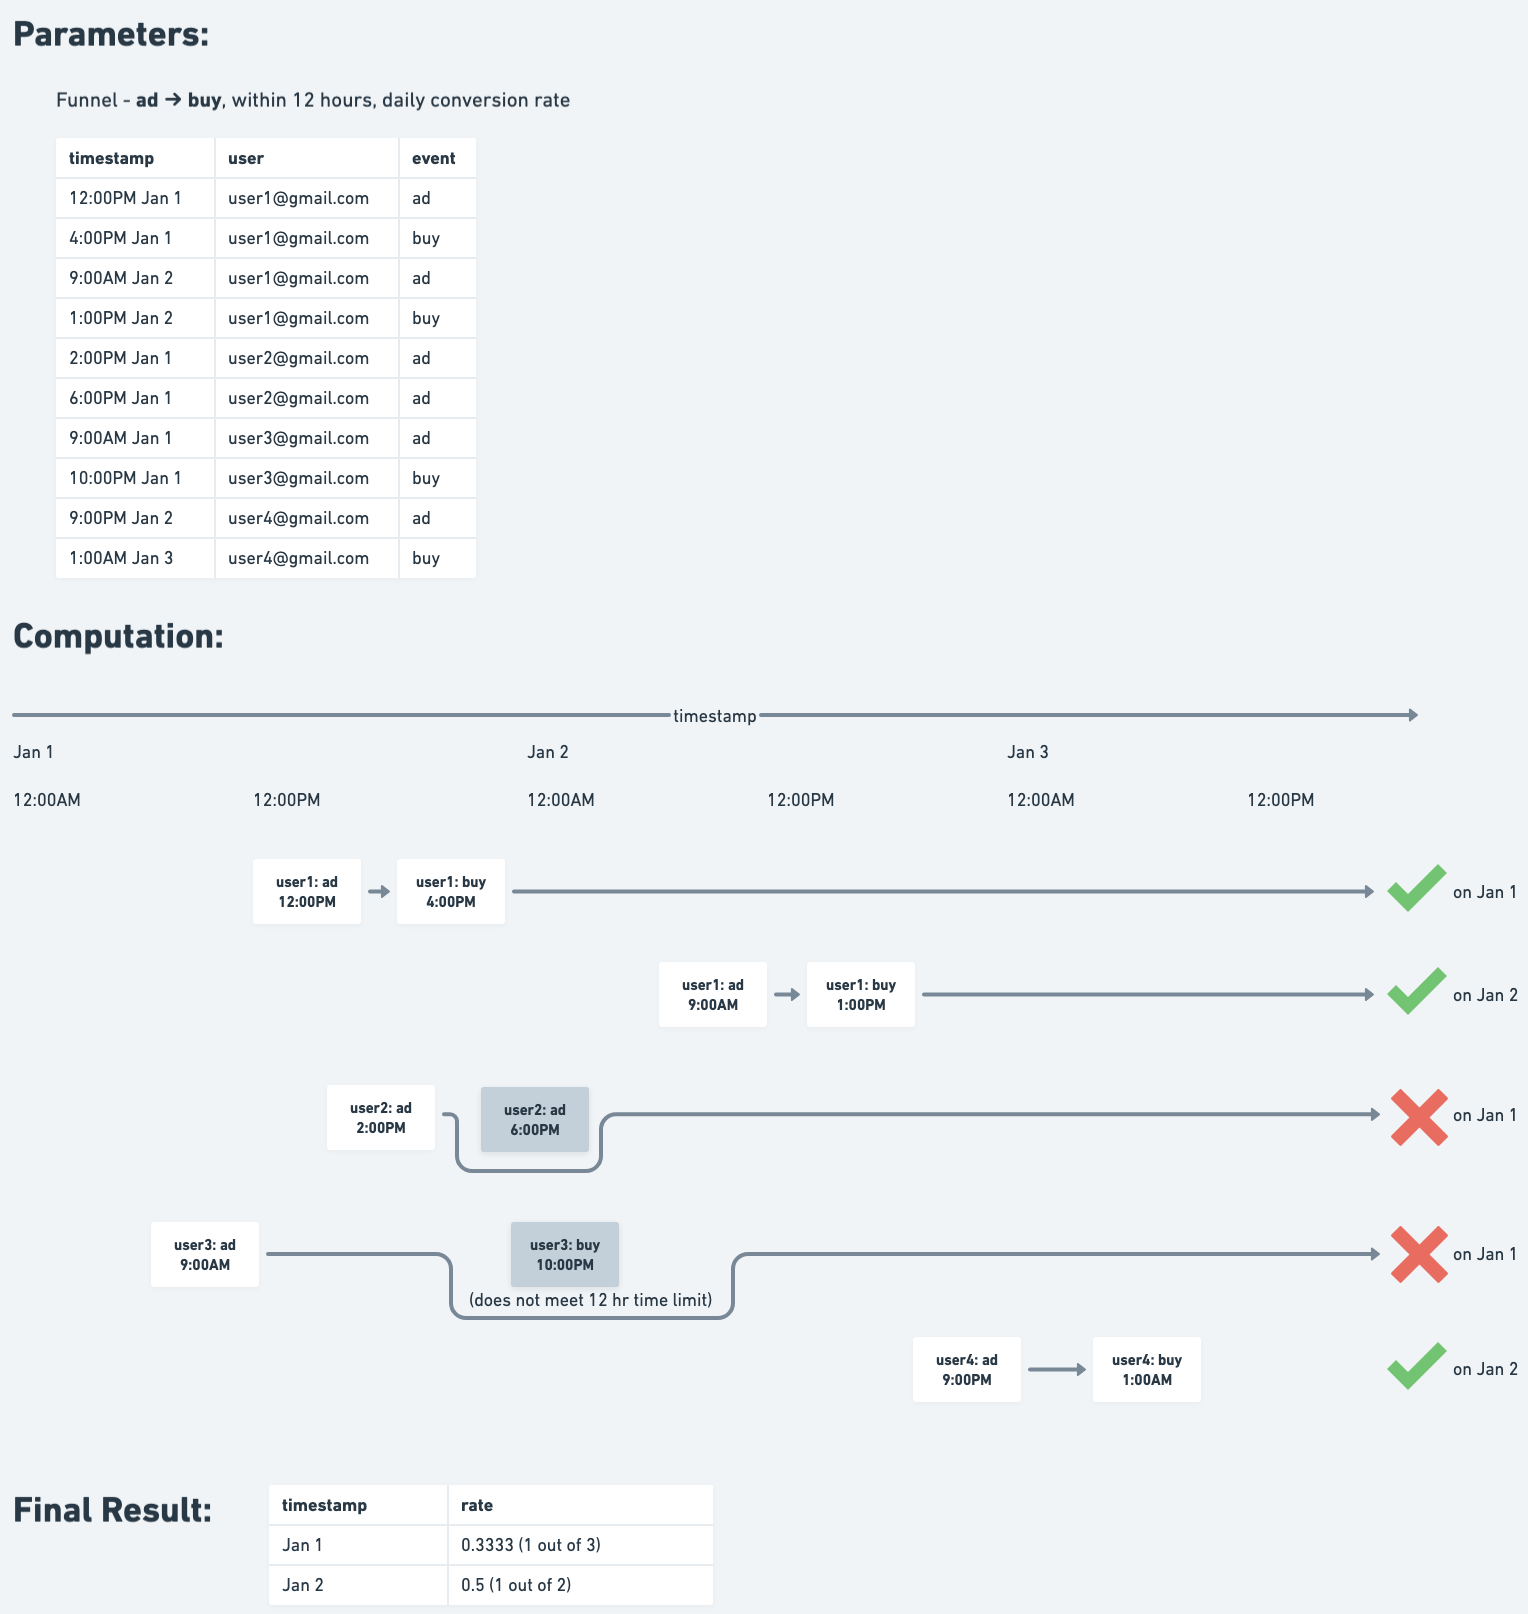 Parameters:
Funnel - ad → buy, within 12 hours, daily conversion rate
timestamp user event
12:00PM Jan 1 user1@gmail.com ad
4:00PM Jan 1 user1@gmail.com buy
9:00AM Jan 2 user1@gmail.com ad
1:00PM Jan 2 user1@gmail.com buy
2:00PM Jan 1 user2@gmail.com ad
6:00PM Jan 1 user2@gmail.com ad
9:00AM Jan 1 user3@gmail.com ad
10:00PM Jan 1 user3@gmail.com buy
9:00PM Jan 2 user4@gmail.com ad
1:00AM Jan 3 user4@gmail.com buy
Computation:
timestamp
Jan 1 Jan 2 Jan 3
12:00AM 12:00PM 12:00AM 12:00PM 12:00AM 12:00PM
user1: ad
12:00PM
user1: buy
4:00PM
on Jan 1
user1: ad
9:00AM
user1: buy
1:00PM
on Jan 2
user2: ad
2:00PM
user2: ad
6:00PM
on Jan 1
user3: ad
9:00AM
user3: buy
10:00PM
(does not meet 12 hr time limit)
on Jan 1
user4: ad
9:00PM
user4: buy
1:00AM
on Jan 2
Final Result:
timestamp rate
Jan 1 0.3333 (1 out of 3)
Jan 2 0.5 (1 out of 2)